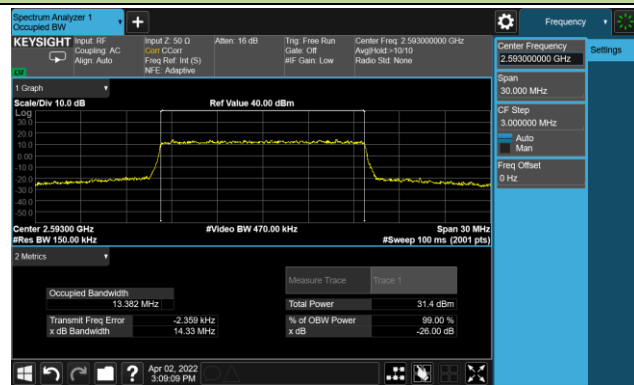 Spectrum Analyzer 1
Occupied BW
Frequency
KEYSIGHT
Input: RF
Coupling: AC
Align: Auto
Input Z: 50 Ω
Corr CCorr
Freq Ref: Int (S)
NFE: Adaptive
Atten: 16 dB
Trig: Free Run
Gate: Off
#IF Gain: Low
Center Freq: 2.593000000 GHz
Avg|Hold:>10/10
Radio Std: None
Center Frequency
2.593000000 GHz
Settings
Span
30.000 MHz
CF Step
3.000000 MHz
Auto
Man
Freq Offset
0 Hz
1 Graph
Scale/Div 10.0 dB
Ref Value 40.00 dBm
Log
30.0
20.0
10.0
0.00
-10.0
-20.0
-30.0
-40.0
-50.0
Center 2.59300 GHz
#Video BW 470.00 kHz
Span 30 MHz
#Res BW 150.00 kHz
#Sweep 100 ms (2001 pts)
2 Metrics
Measure Trace
Trace 1
Occupied Bandwidth
13.382 MHz
Total Power
31.4 dBm
Transmit Freq Error
-2.359 kHz
% of OBW Power
99.00 %
x dB Bandwidth
14.33 MHz
x dB
-26.00 dB
?
Apr 02, 2022
3:09:09 PM